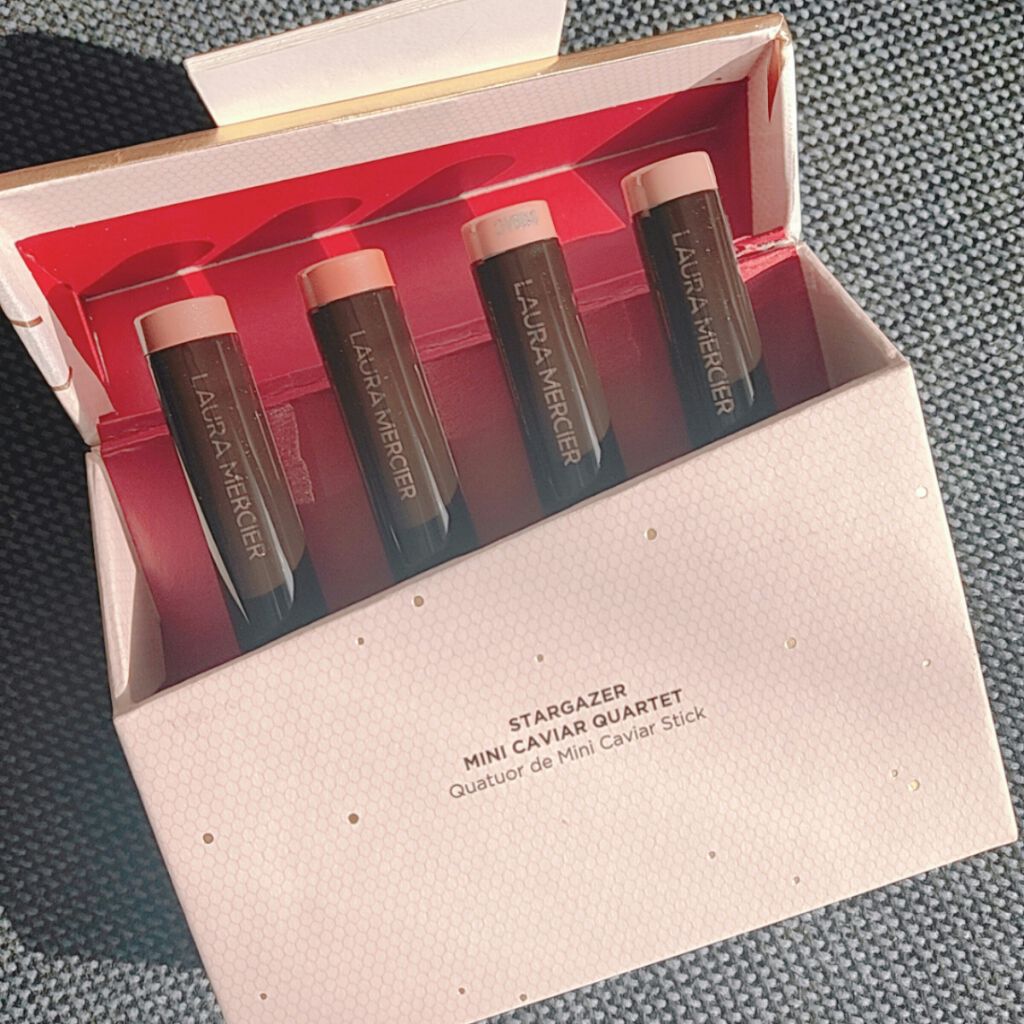 LAURA MERCIER
LAURA MERCIER
LAURA MERCIER
LAURA MERCIER
STARGAZER
MINI CAVIAR QUARTET
Quatuor de Mini Caviar Stick